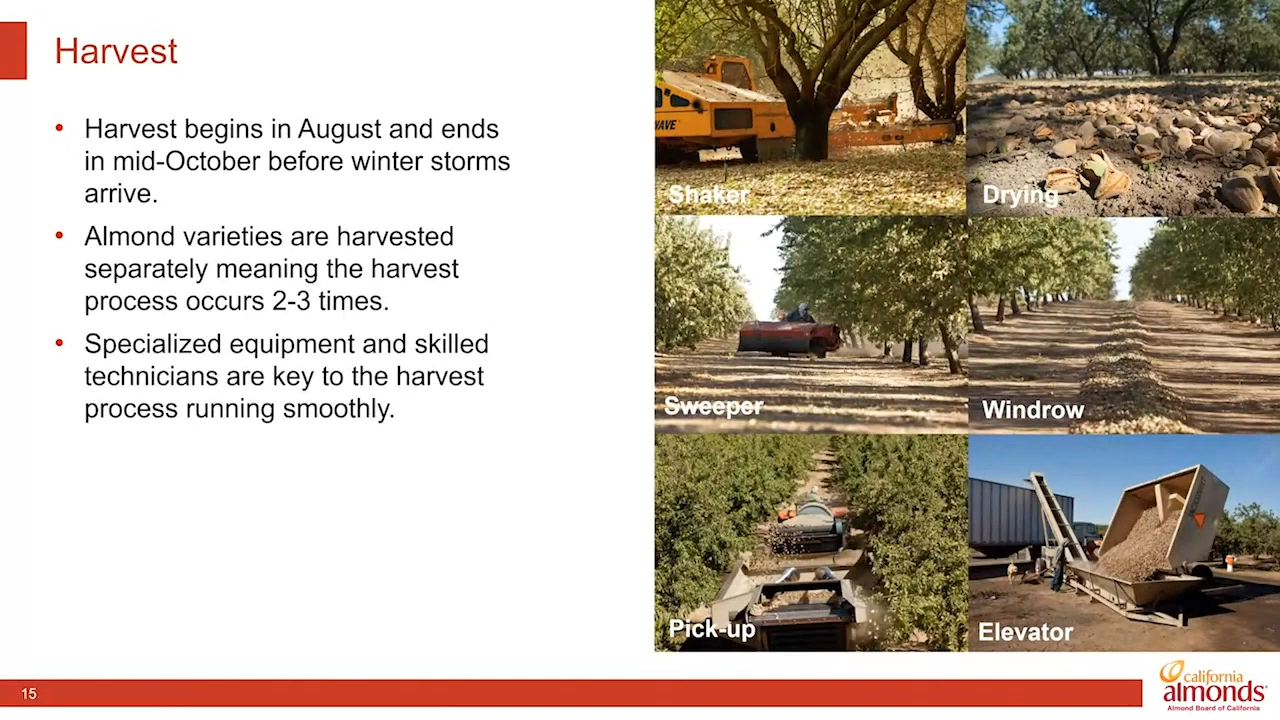 Harvest
• Harvest begins in August and ends
in mid-October before winter storms
arrive.
• Almond varieties are harvested
separately meaning the harvest
process occurs 2-3 times.
• Specialized equipment and skilled
technicians are key to the harvest
process running smoothly.
WAVE
Shaker
Drying
Sweeper
Windrow
Pick-up
Elevator
15
california
almonds
Almond Board of California